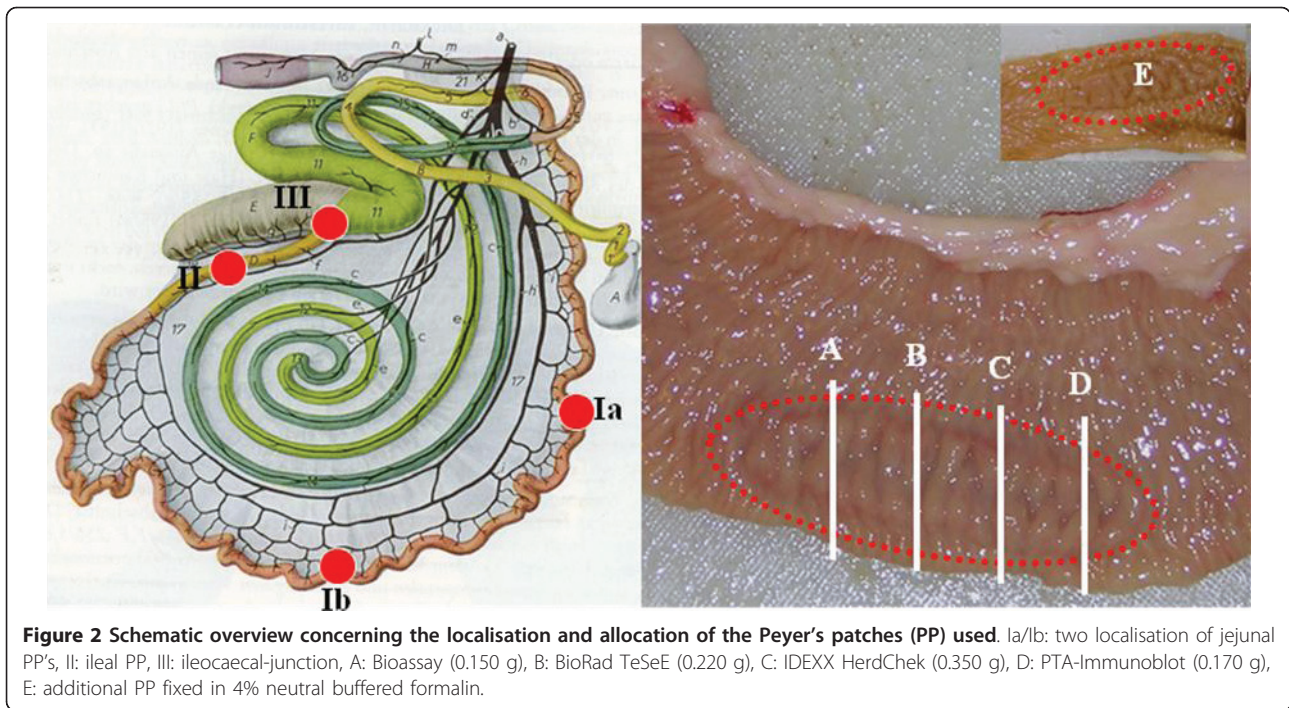 III
II
Ia
Ib
A
B
C
D
E
Figure 2 Schematic overview concerning the localisation and allocation of the Peyer's patches (PP) used. Ia/Ib: two localisation of jejunal
PP's, II: ileal PP, III: ileocaecal-junction, A: Bioassay (0.150 g), B: BioRad TeSeE (0.220 g), C: IDEXX HerdChek (0.350 g), D: PTA-Immunoblot (0.170 g),
E: additional PP fixed in 4% neutral buffered formalin.